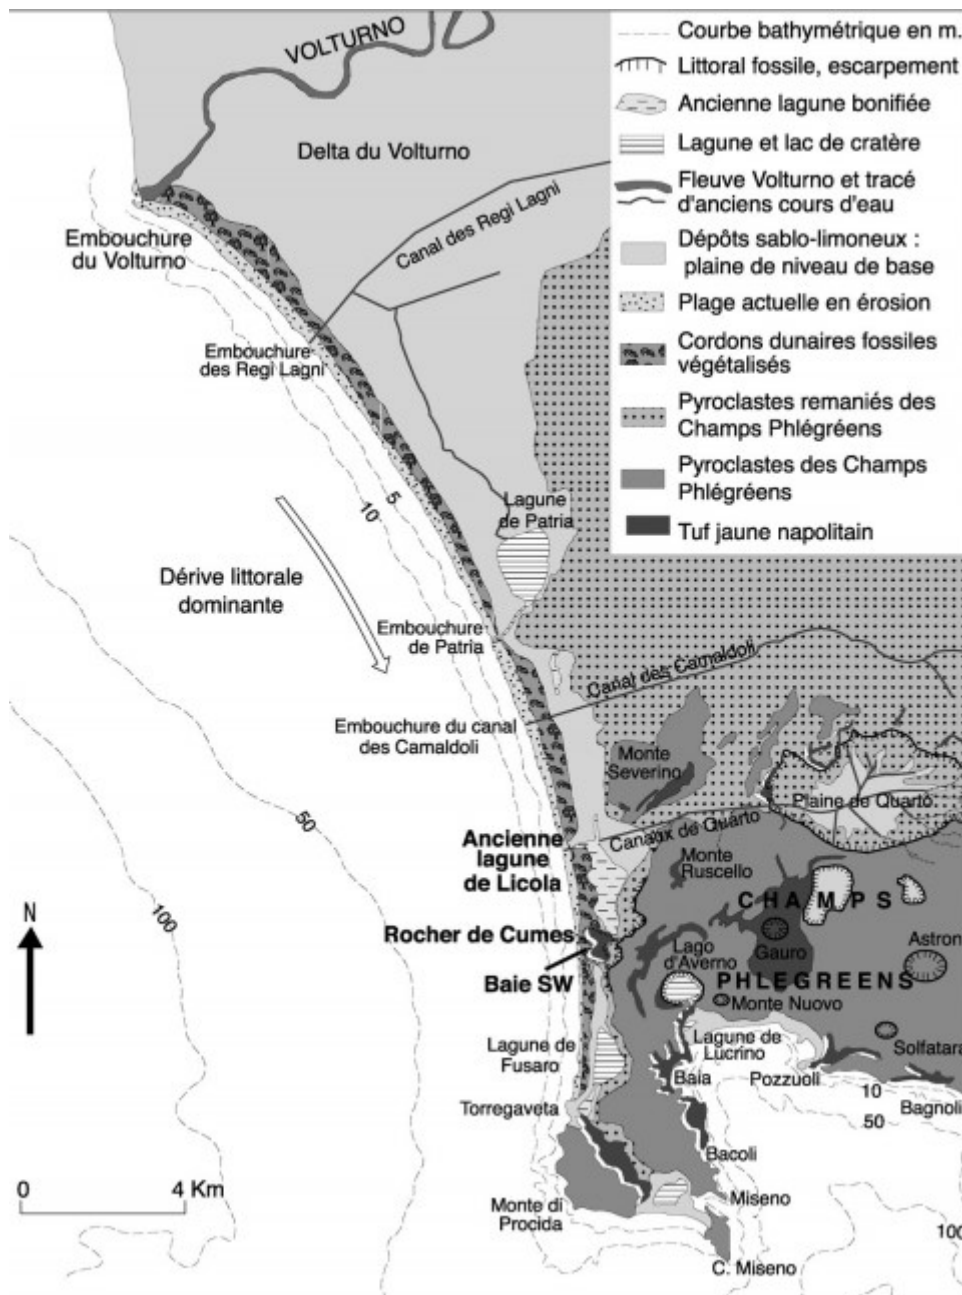 VOLTURNO
Delta du Volturno
Embouchure
du Volturno
Canal des Regi Lagni
Embouchure
des Regi Lagni
5
10
Lagune
de Patria
Dérive littorale
dominante
Embouchure
de Patria
Canal des Camaldoli
Embouchure du canal
des Camaldoli
Monte
Severino
Plaine de Quarto
50
Canaux de Quarto
Ancienne
lagune
de Licola
Monte
Ruscello
100
N
CHAMPS
Rocher de Cumes
Gauro
Astron
Lago
d'Averno
PHLEGREENS
Baie SW
Monte Nuovo
Lagune de
Lucrino
Solfatara
Lagune de
Fusaro
Baia
Pozzuoli
10
Bagnoli
50
Torregaveta
Bacoli
0 4 Km
Monte di
Procida
Miseno
100
C. Miseno
Courbe bathymétrique en m.
Littoral fossile, escarpement
Ancienne lagune bonifiée
Lagune et lac de cratère
Fleuve Volturno et tracé
d'anciens cours d'eau
Dépôts sablo-limoneux :
plaine de niveau de base
Plage actuelle en érosion
Cordons dunaires fossiles
végétalisés
Pyroclastes remaniés des
Champs Phlégréens
Pyroclastes des Champs
Phlégréens
Tuf jaune napolitain